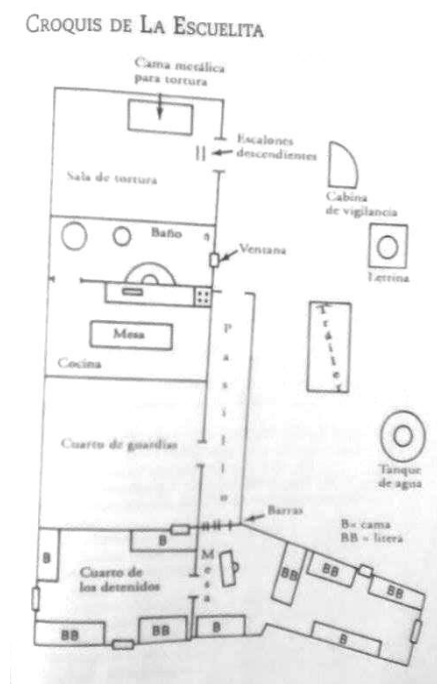 CROQUIS DE LA ESCUELITA
Cama metálica
para tortura
Escalones
descendientes
Sala de tortura
Cabina
de vigilancia
Baño
Ventana
Letrina
Mesa
Cocina
Pasillo
Tráiler
Cuarto de guardias
Tanque
de agua
Barras
B= cama
BB = litera
B
B
Mesa
Cuarto de
los detenidos
BB
BB
BB
BB
BB
B
B